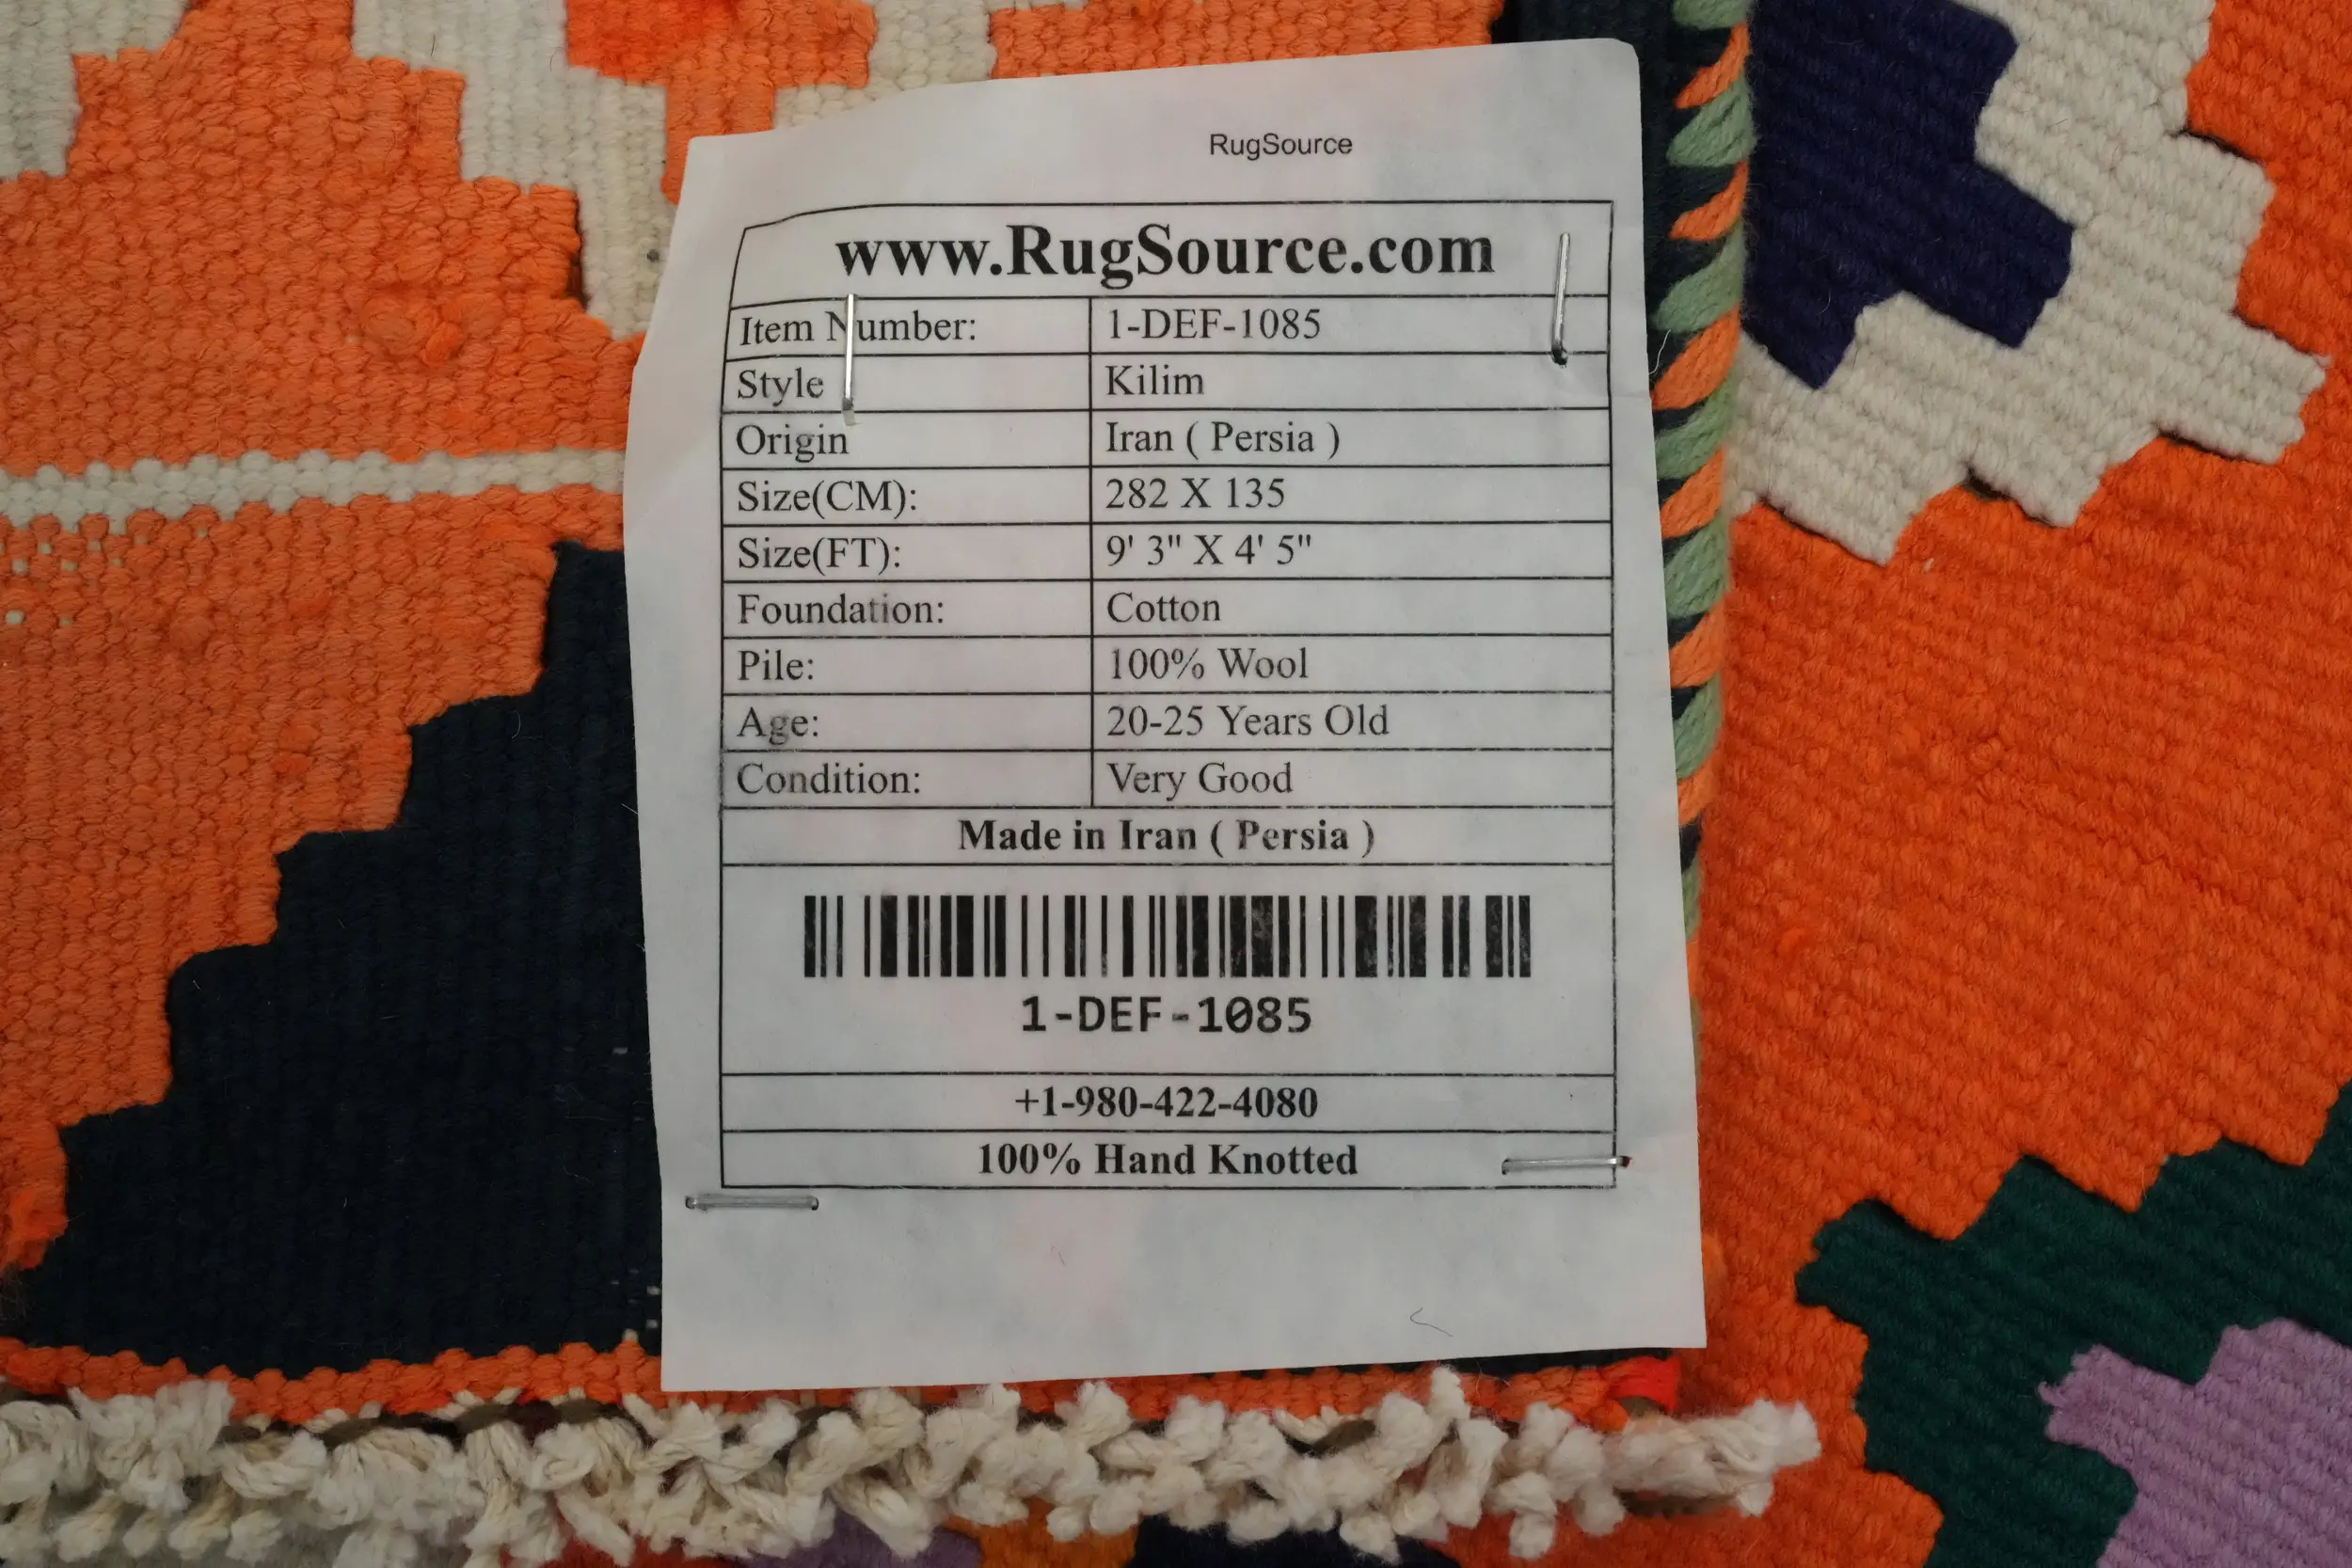 RugSource
www.RugSource.com
Item Number: 1-DEF-1085
Style Kilim
Origin Iran ( Persia )
Size(CM): 282 X 135
Size(FT): 9' 3" X 4' 5"
Foundation: Cotton
Pile: 100% Wool
Age: 20-25 Years Old
Condition: Very Good
Made in Iran ( Persia )
1-DEF-1085
+1-980-422-4080
100% Hand Knotted